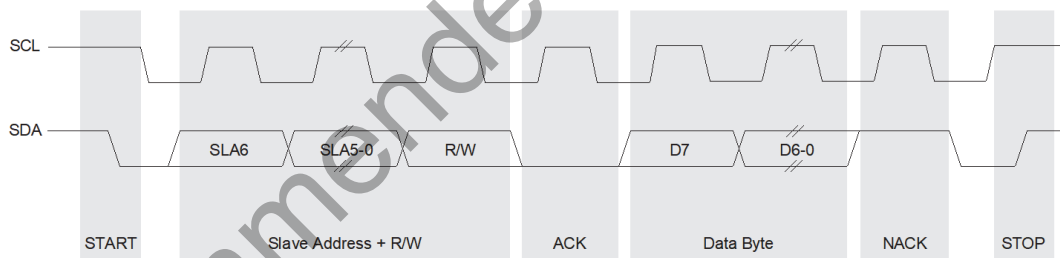 SCL
SDA
SLA6 SLA5-0 R/W D7 D6-0
START Slave Address + R/W ACK Data Byte NACK STOP